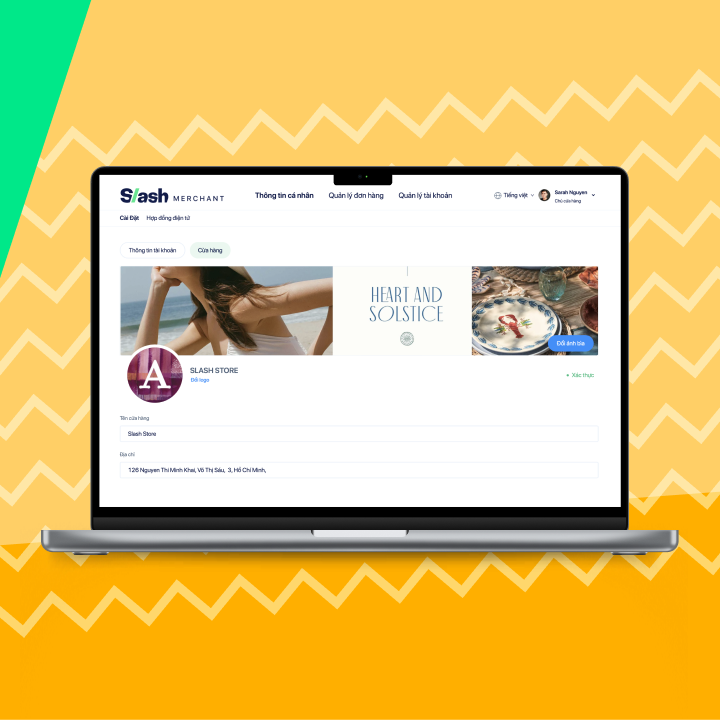 Slash MERCHANT
Thông tin cá nhân Quản lý đơn hàng Quản lý tài khoản
Tiếng việt
Sarah Nguyen
Chủ cửa hàng
Cài Đặt Hợp đồng điện tử
Thông tin tài khoản Cửa hàng
HEART AND
SOLSTICE
Đổi ảnh bìa
A
SLASH STORE
Đổi logo
Xác thực
Tên cửa hàng
Slash Store
Địa chỉ
126 Nguyen Thi Minh Khai, Võ Thị Sáu, 3, Hồ Chí Minh,